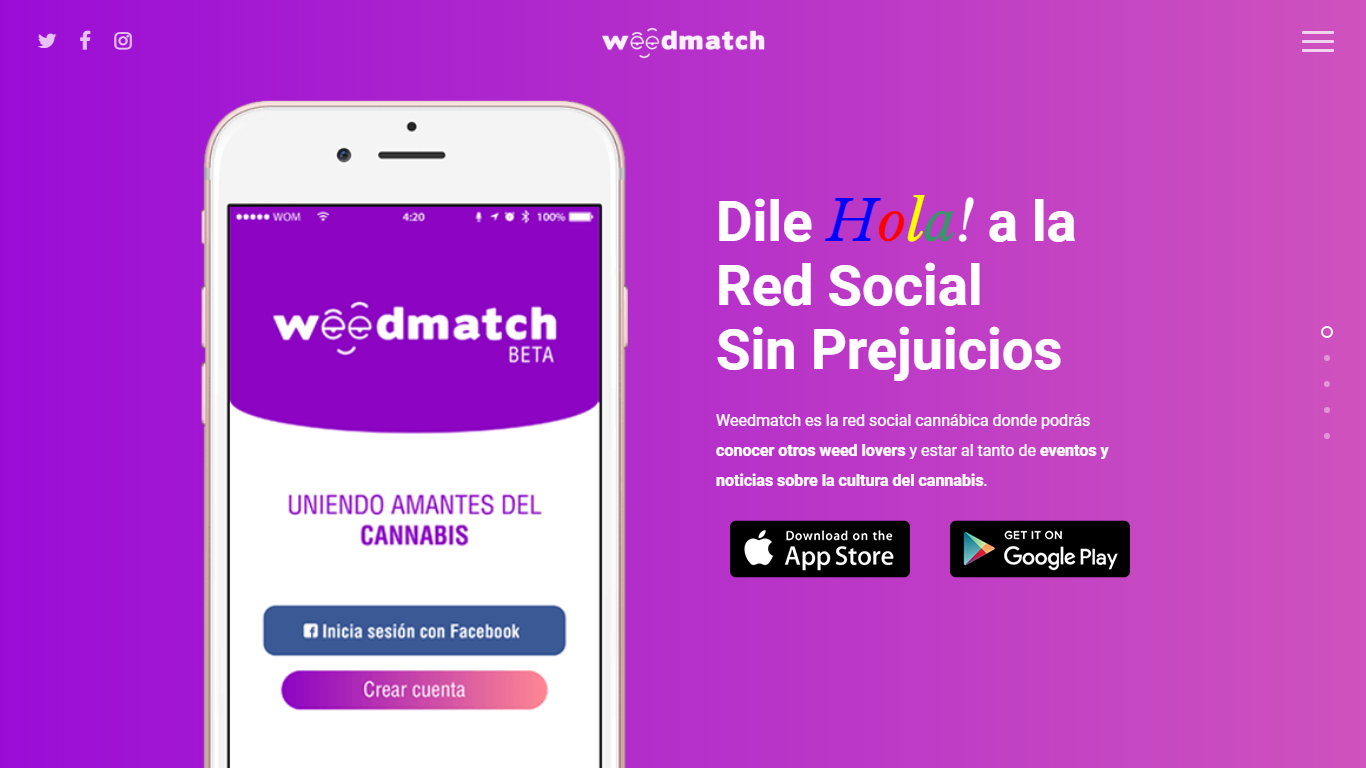 weedmatch
WOM 4:20 100%
weedmatch
BETA
UNIENDO AMANTES DEL
CANNABIS
Inicia sesión con Facebook
Crear cuenta
Dile Hola! a la
Red Social
Sin Prejuicios
Weedmatch es la red social cannábica donde podrás
conocer otros weed lovers y estar al tanto de eventos y
noticias sobre la cultura del cannabis.
Download on the
App Store
GET IT ON
Google Play